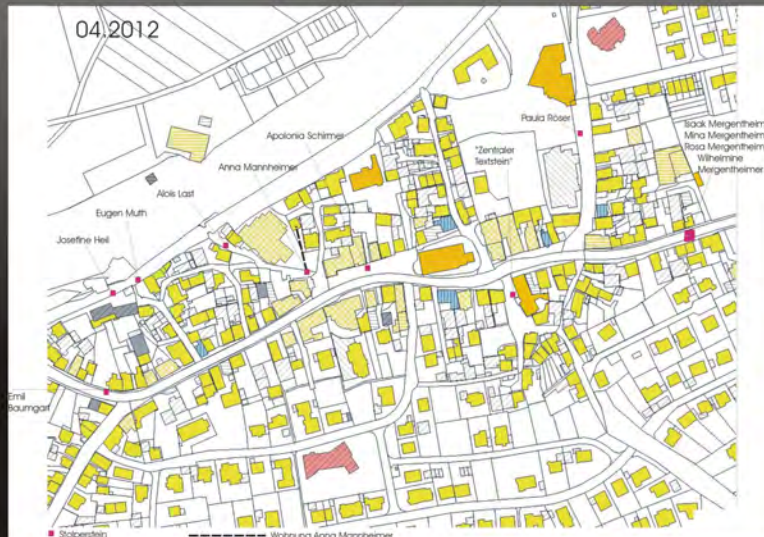 04.2012
Paula Röser
Apolonia Schirmer
Isaak Mergentheim
Mina Mergentheim
Rosa Mergentheim
Wilhelmine
Mergentheimer
"Zentraler
Textstein"
Anna Mannheimer
Alois Last
Eugen Muth
Josefine Heil
Emil
Baumgart
Stolperstein
Wohnung Anna Mannheimer